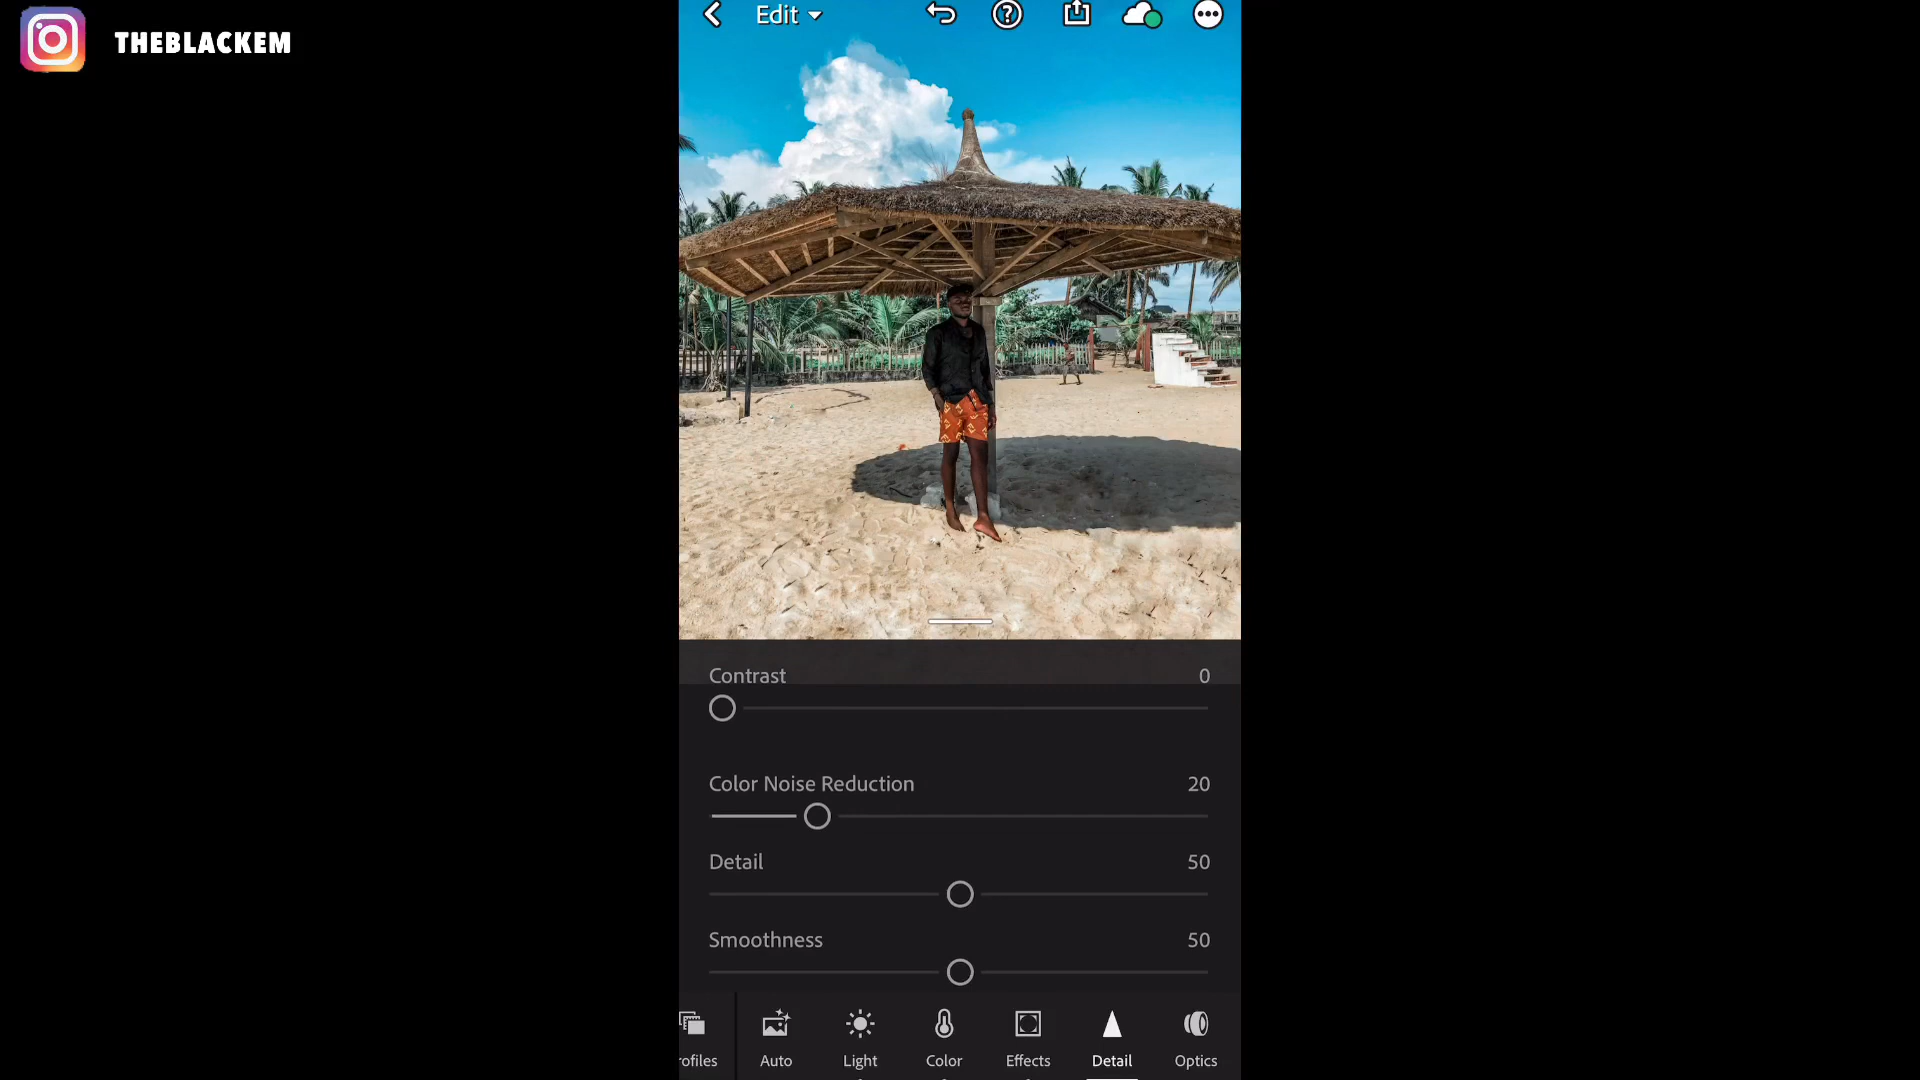 THEBLACKEM
Edit
Contrast 0
Color Noise Reduction 20
Detail 50
Smoothness 50
rofiles Auto Light Color Effects Detail Optics